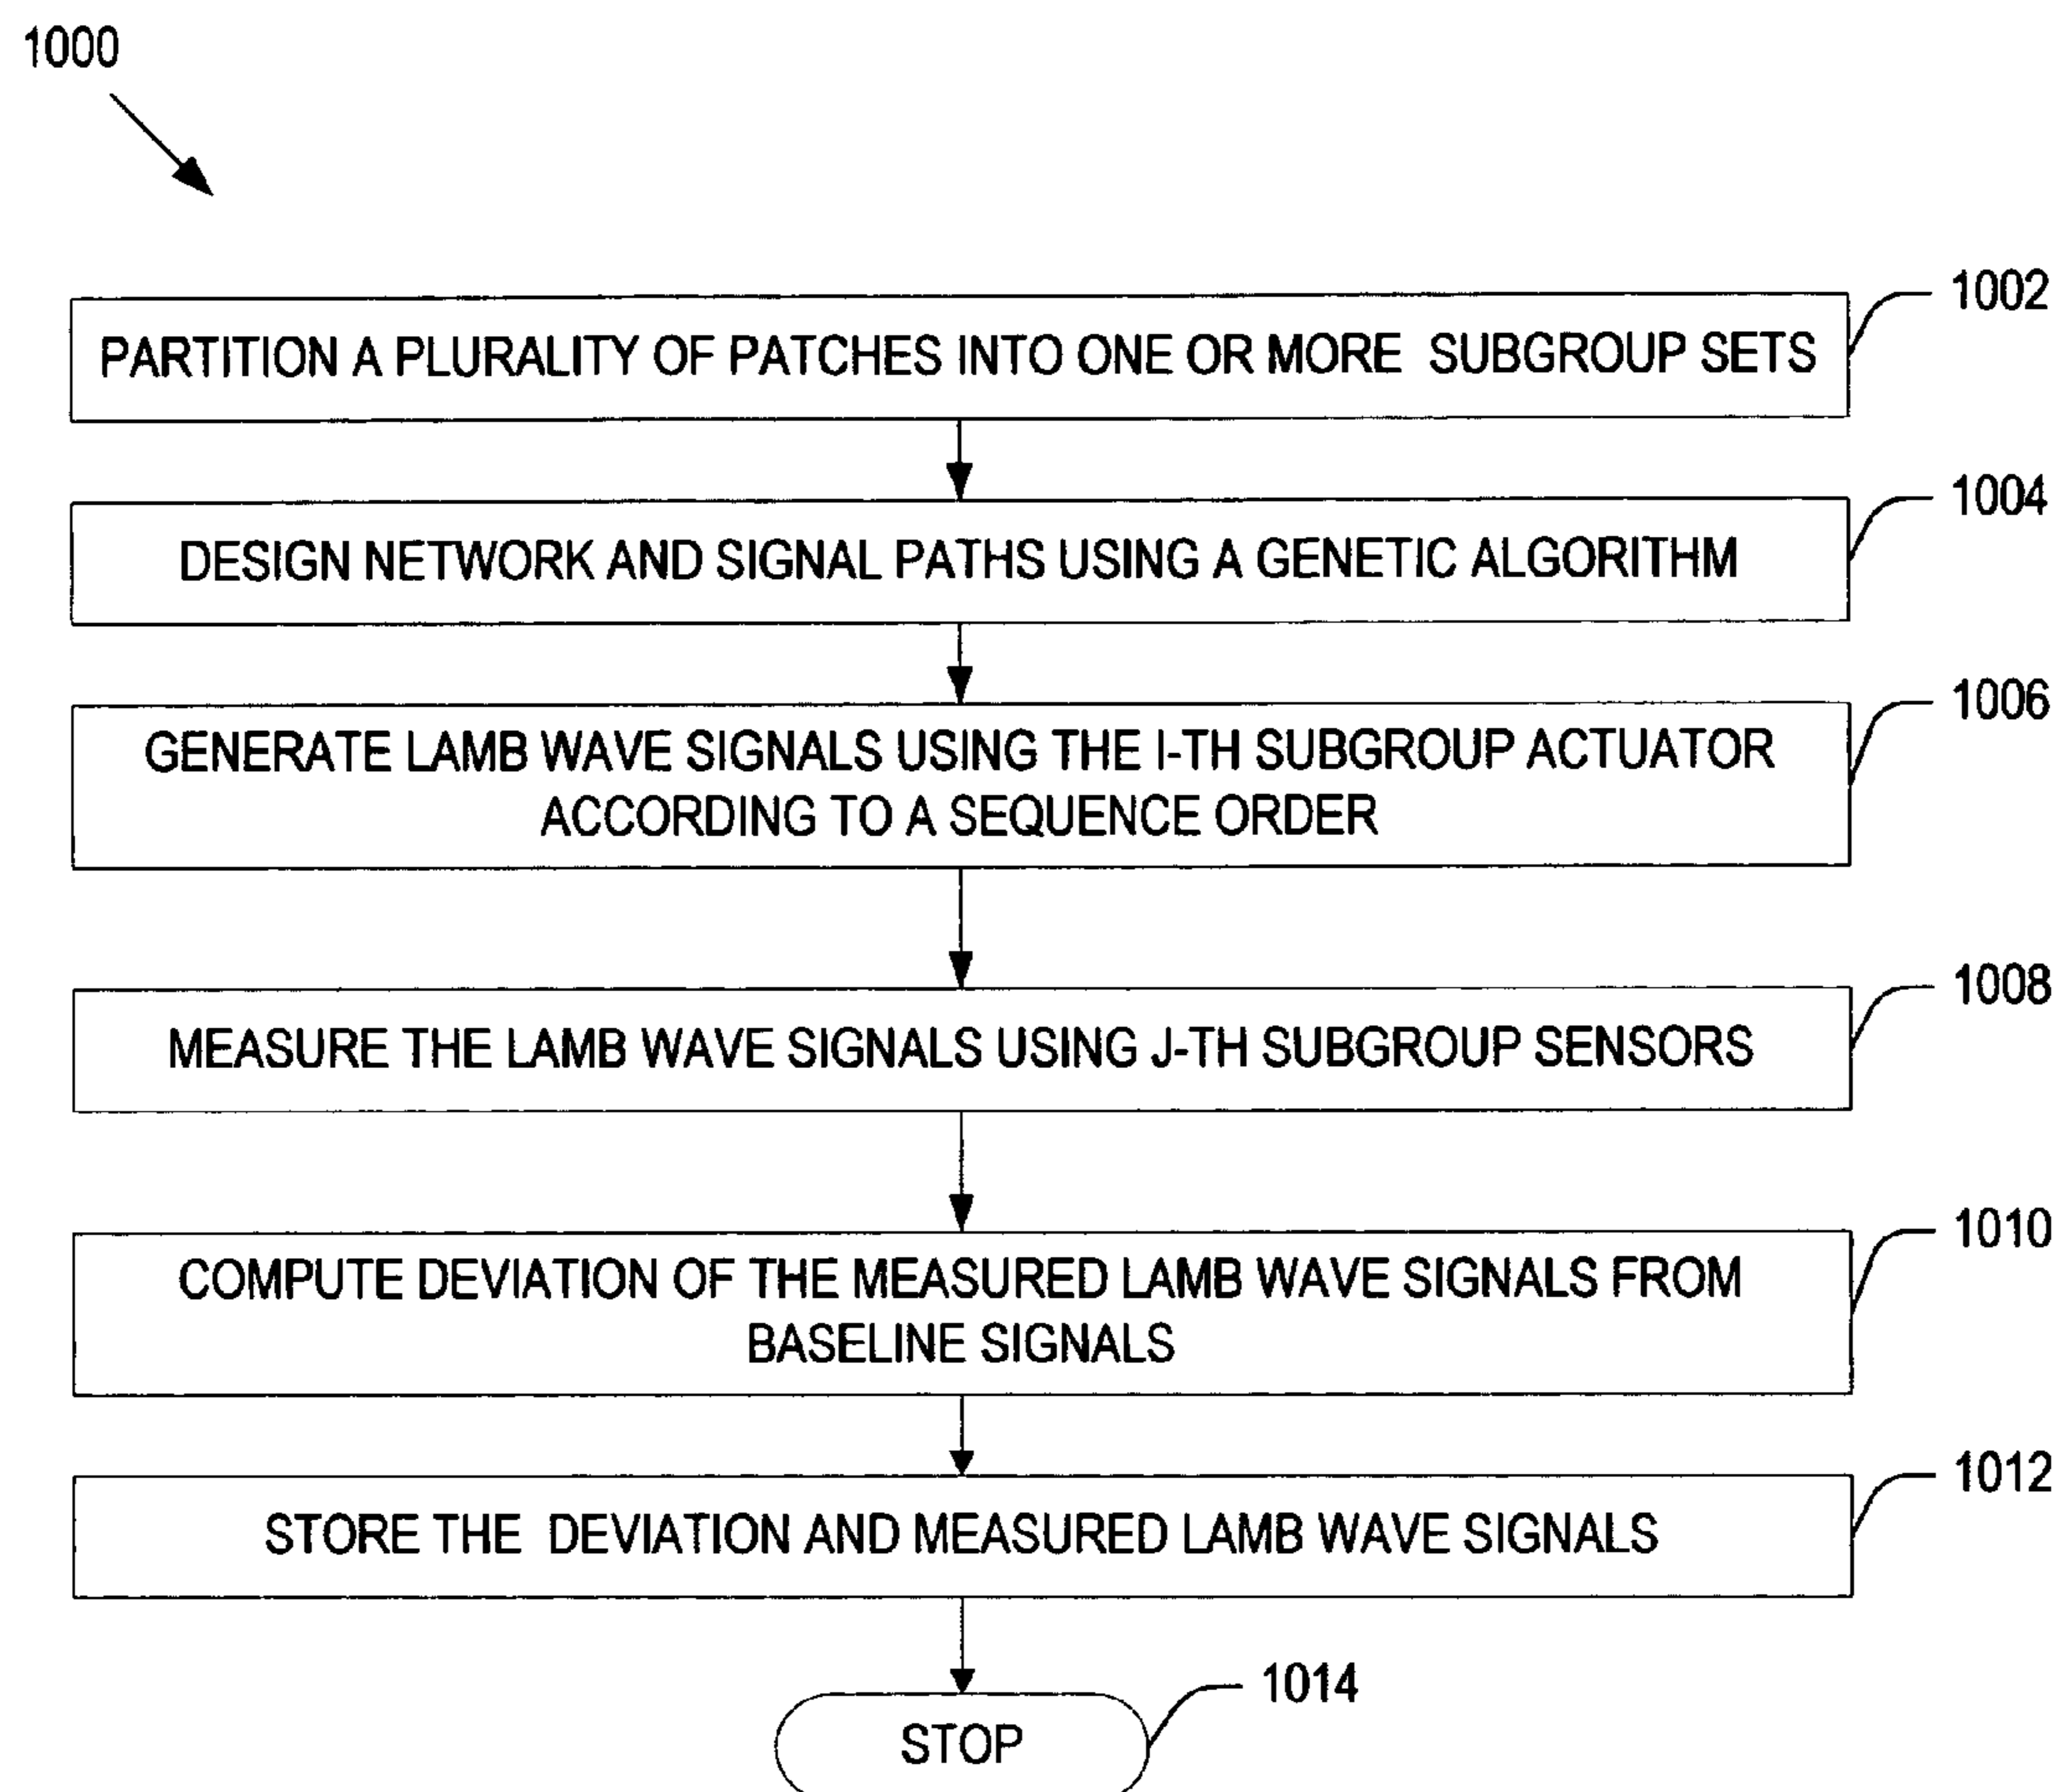 1000
1002
PARTITION A PLURALITY OF PATCHES INTO ONE OR MORE SUBGROUP SETS
1004
DESIGN NETWORK AND SIGNAL PATHS USING A GENETIC ALGORITHM
1006
GENERATE LAMB WAVE SIGNALS USING THE I-TH SUBGROUP ACTUATOR
ACCORDING TO A SEQUENCE ORDER
1008
MEASURE THE LAMB WAVE SIGNALS USING J-TH SUBGROUP SENSORS
1010
COMPUTE DEVIATION OF THE MEASURED LAMB WAVE SIGNALS FROM
BASELINE SIGNALS
1012
STORE THE DEVIATION AND MEASURED LAMB WAVE SIGNALS
1014
STOP